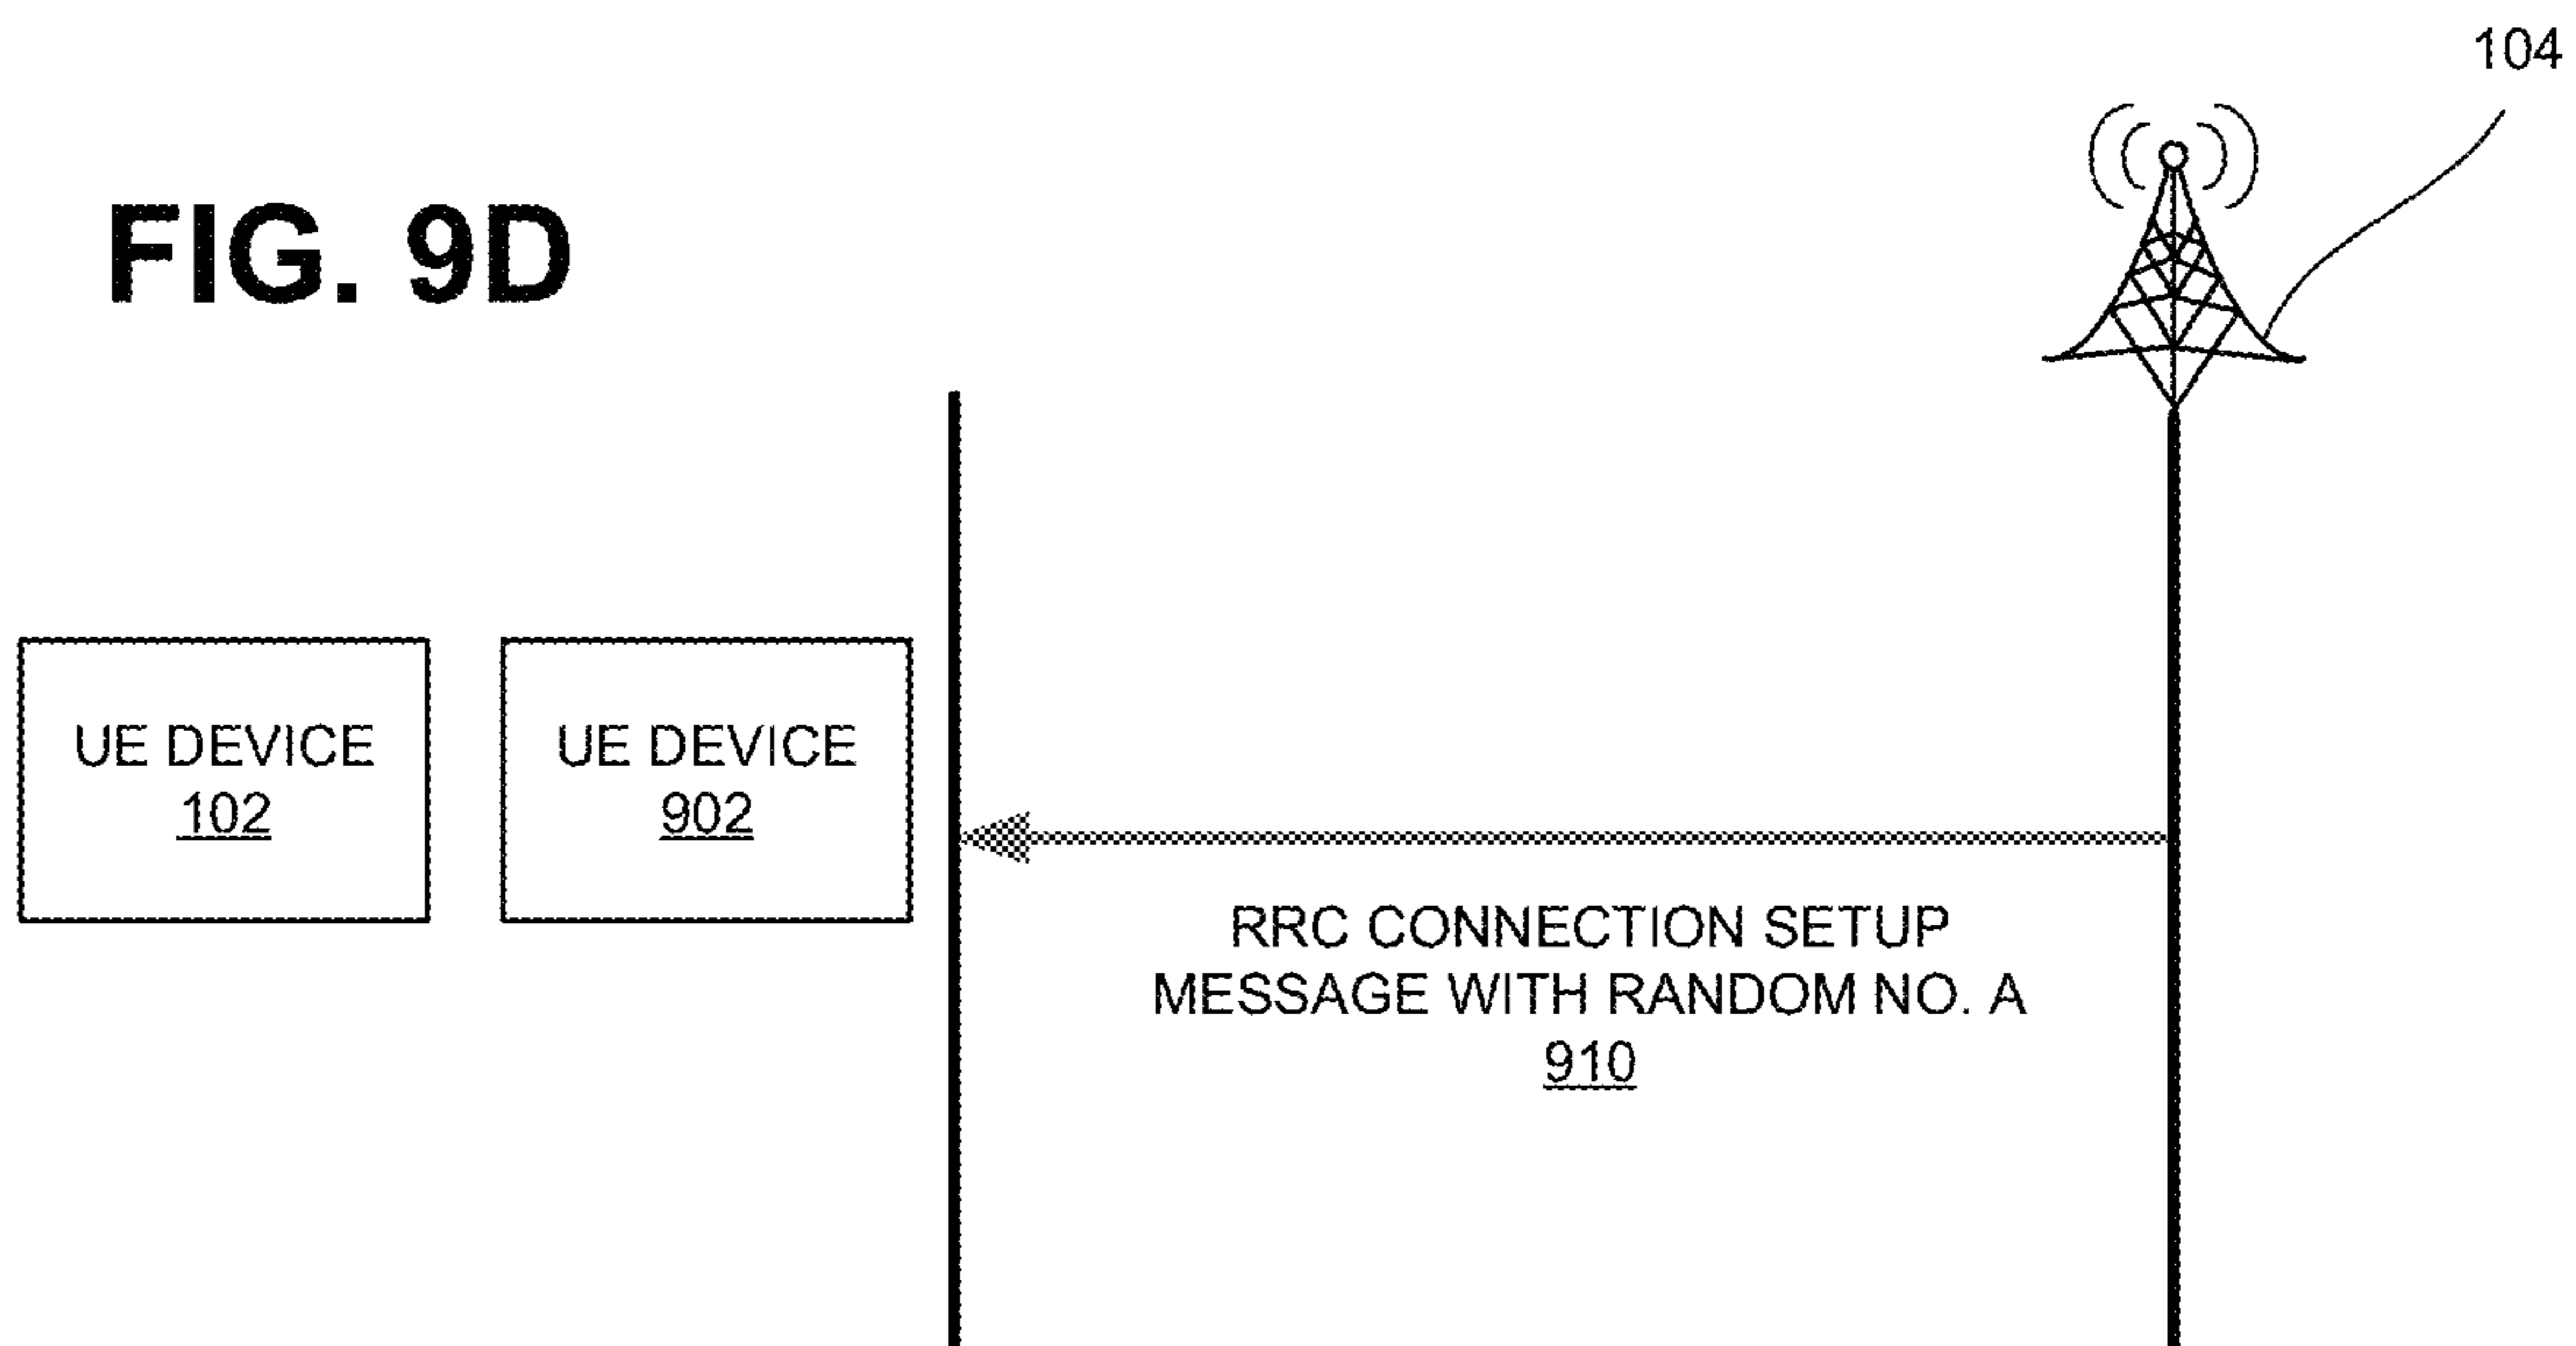 104
FIG. 9D
UE DEVICE
102
UE DEVICE
902
RRC CONNECTION SETUP
MESSAGE WITH RANDOM NO. A
910